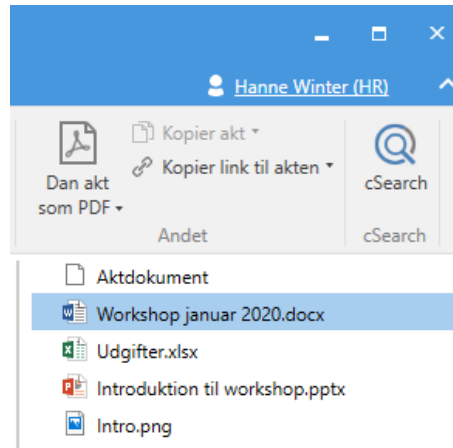 Hanne Winter (HR)
Kopier akt
Kopier link til akten
Dan akt
som PDF
cSearch
Andet
cSearch
Aktdokument
Workshop januar 2020.docx
Udgifter.xlsx
Introduktion til workshop.pptx
Intro.png